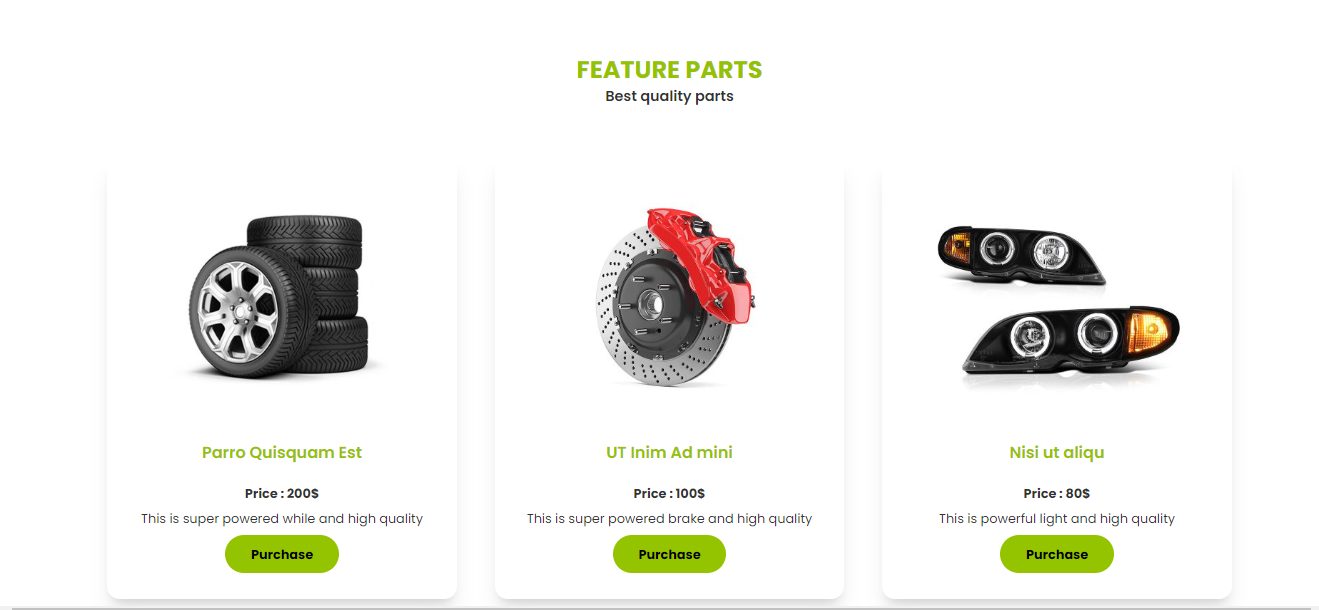 FEATURE PARTS
Best quality parts
Parro Quisquam Est
Price : 200$
This is super powered while and high quality
Purchase
UT Inim Ad mini
Price : 100$
This is super powered brake and high quality
Purchase
Nisi ut aliqu
Price : 80$
This is powerful light and high quality
Purchase